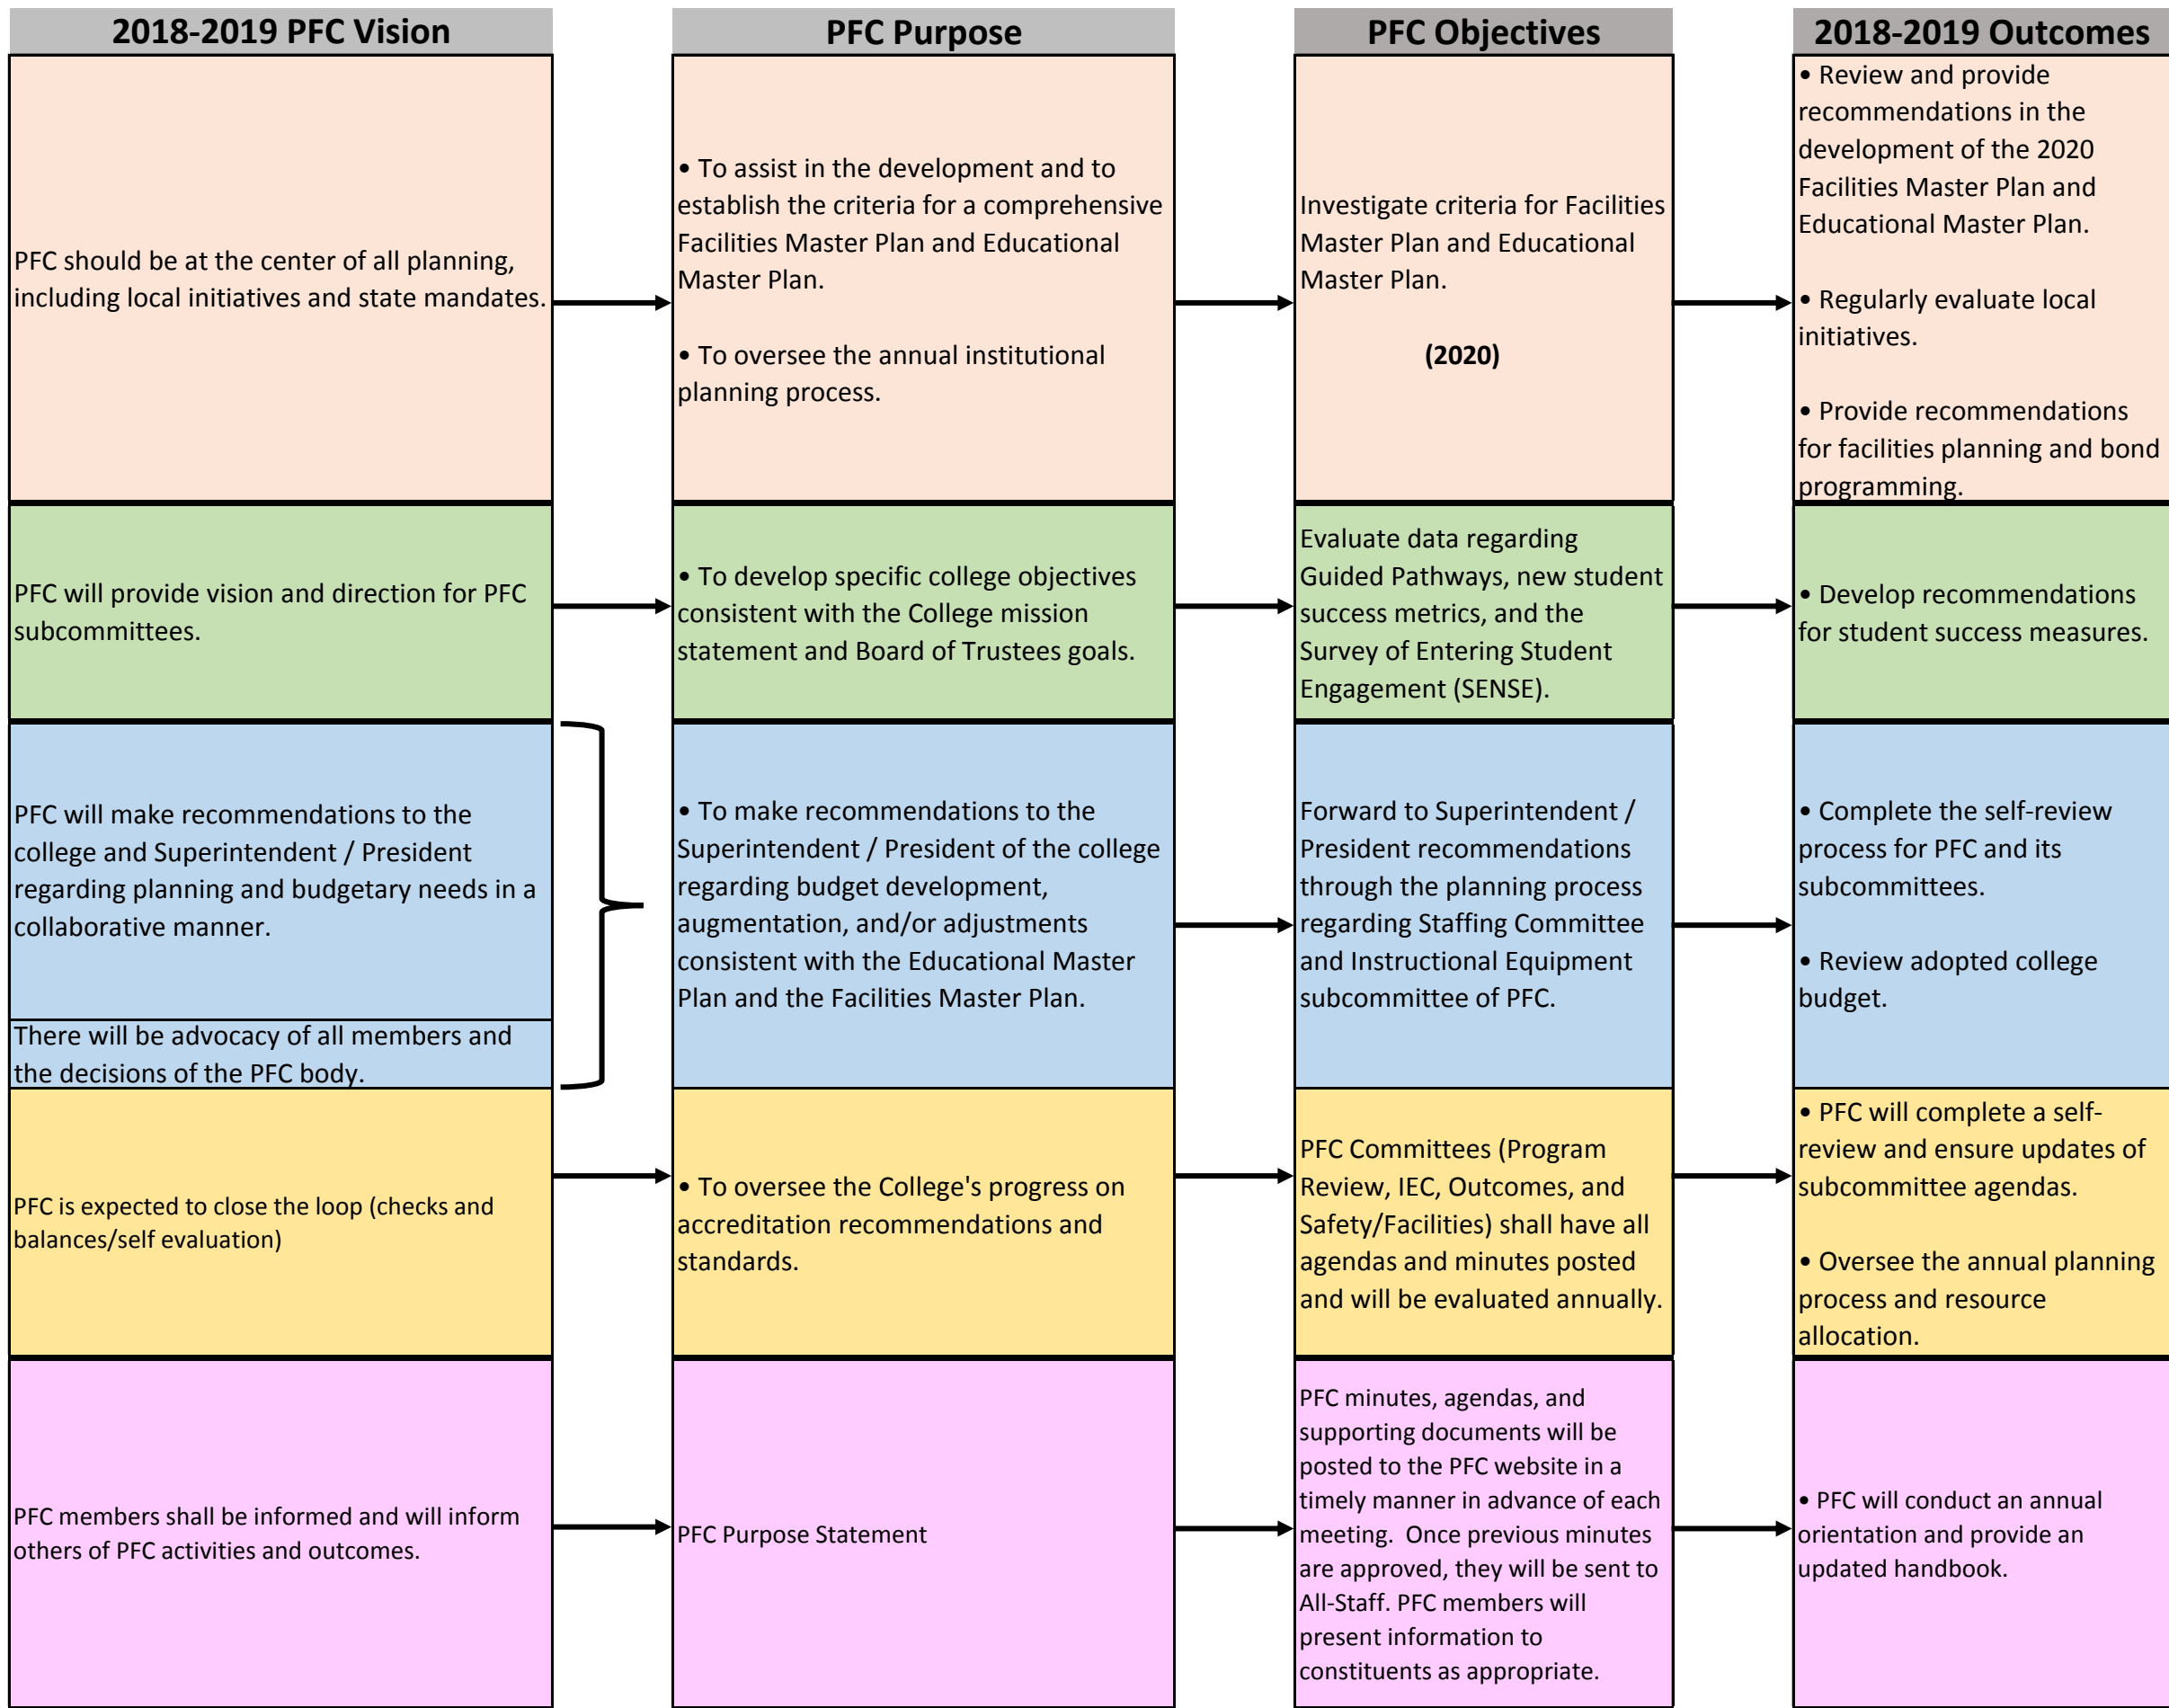 2018-2019 PFC Vision
PFC Purpose
PFC Objectives
2018-2019 Outcomes
PFC should be at the center of all planning,
including local initiatives and state mandates.
• To assist in the development and to
establish the criteria for a comprehensive
Facilities Master Plan and Educational
Master Plan.
• To oversee the annual institutional
planning process.
Investigate criteria for Facilities
Master Plan and Educational
Master Plan.
(2020)
• Review and provide
recommendations in the
development of the 2020
Facilities Master Plan and
Educational Master Plan.
• Regularly evaluate local
initiatives.
• Provide recommendations
for facilities planning and bond
programming.
PFC will provide vision and direction for PFC
subcommittees.
• To develop specific college objectives
consistent with the College mission
statement and Board of Trustees goals.
Evaluate data regarding
Guided Pathways, new student
success metrics, and the
Survey of Entering Student
Engagement (SENSE).
• Develop recommendations
for student success measures.
PFC will make recommendations to the
college and Superintendent / President
regarding planning and budgetary needs in a
collaborative manner.
There will be advocacy of all members and
the decisions of the PFC body.
• To make recommendations to the
Superintendent / President of the college
regarding budget development,
augmentation, and/or adjustments
consistent with the Educational Master
Plan and the Facilities Master Plan.
Forward to Superintendent /
President recommendations
through the planning process
regarding Staffing Committee
and Instructional Equipment
subcommittee of PFC.
• Complete the self-review
process for PFC and its
subcommittees.
• Review adopted college
budget.
PFC is expected to close the loop (checks and
balances/self evaluation)
• To oversee the College's progress on
accreditation recommendations and
standards.
PFC Committees (Program
Review, IEC, Outcomes, and
Safety/Facilities) shall have all
agendas and minutes posted
and will be evaluated annually.
• PFC will complete a self-
review and ensure updates of
subcommittee agendas.
• Oversee the annual planning
process and resource
allocation.
PFC members shall be informed and will inform
others of PFC activities and outcomes.
PFC Purpose Statement
PFC minutes, agendas, and
supporting documents will be
posted to the PFC website in a
timely manner in advance of each
meeting.  Once previous minutes
are approved, they will be sent to
All-Staff. PFC members will
present information to
constituents as appropriate.
• PFC will conduct an annual
orientation and provide an
updated handbook.